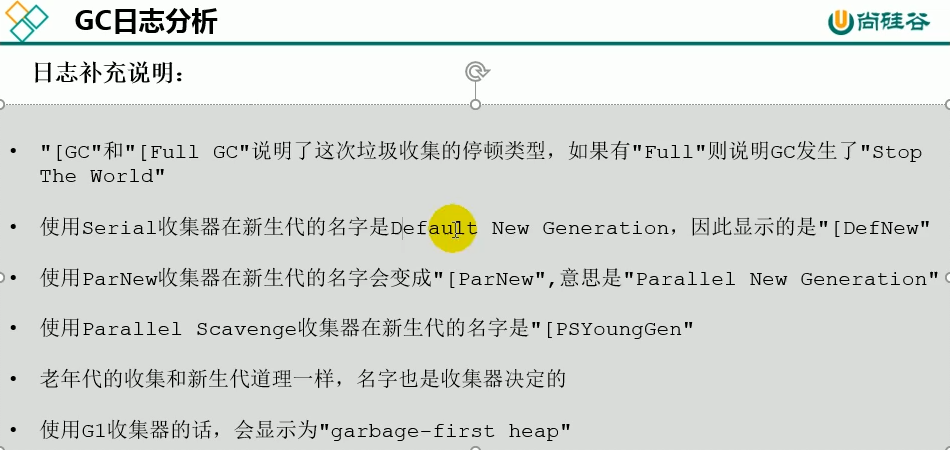 GC日志分析
尚硅谷
日志补充说明：
• "[GC"和"[Full GC"说明了这次垃圾收集的停顿类型，如果有"Full"则说明GC发生了"Stop
The World"
• 使用Serial收集器在新生代的名字是Default New Generation，因此显示的是"[DefNew"
• 使用ParNew收集器在新生代的名字会变成"[ParNew",意思是"Parallel New Generation"
• 使用Parallel Scavenge收集器在新生代的名字是"[PSYoungGen"
• 老年代的收集和新生代道理一样，名字也是收集器决定的
• 使用G1收集器的话，会显示为"garbage-first heap"